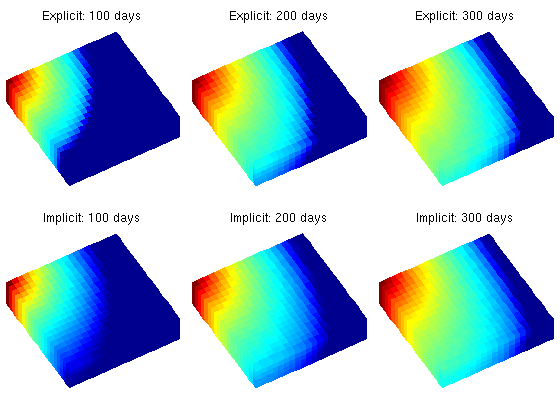 Explicit: 100 days
Explicit: 200 days
Explicit: 300 days
Implicit: 100 days
Implicit: 200 days
Implicit: 300 days